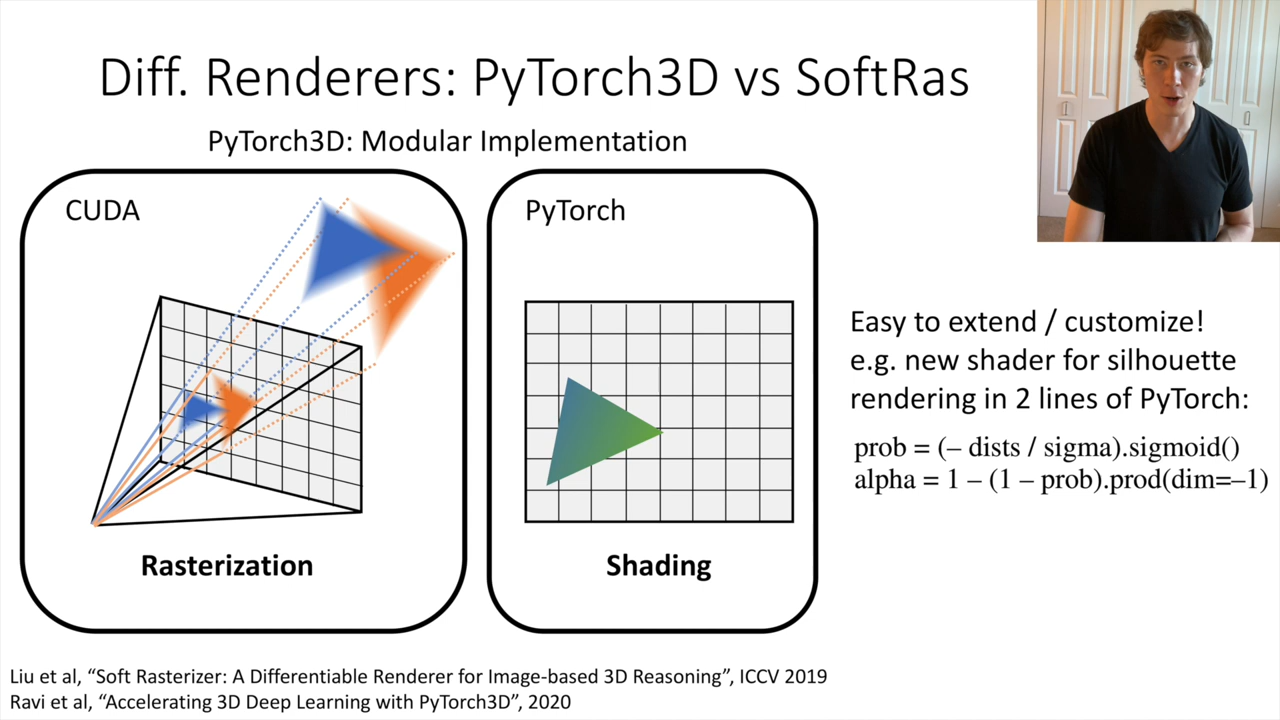 Diff. Renderers: PyTorch3D vs SoftRas
PyTorch3D: Modular Implementation
CUDA
Rasterization
PyTorch
Shading
Easy to extend / customize!
e.g. new shader for silhouette
rendering in 2 lines of PyTorch:
prob = (– dists / sigma).sigmoid()
alpha = 1 – (1 – prob).prod(dim=–1)
Liu et al, “Soft Rasterizer: A Differentiable Renderer for Image-based 3D Reasoning”, ICCV 2019
Ravi et al, “Accelerating 3D Deep Learning with PyTorch3D”, 2020